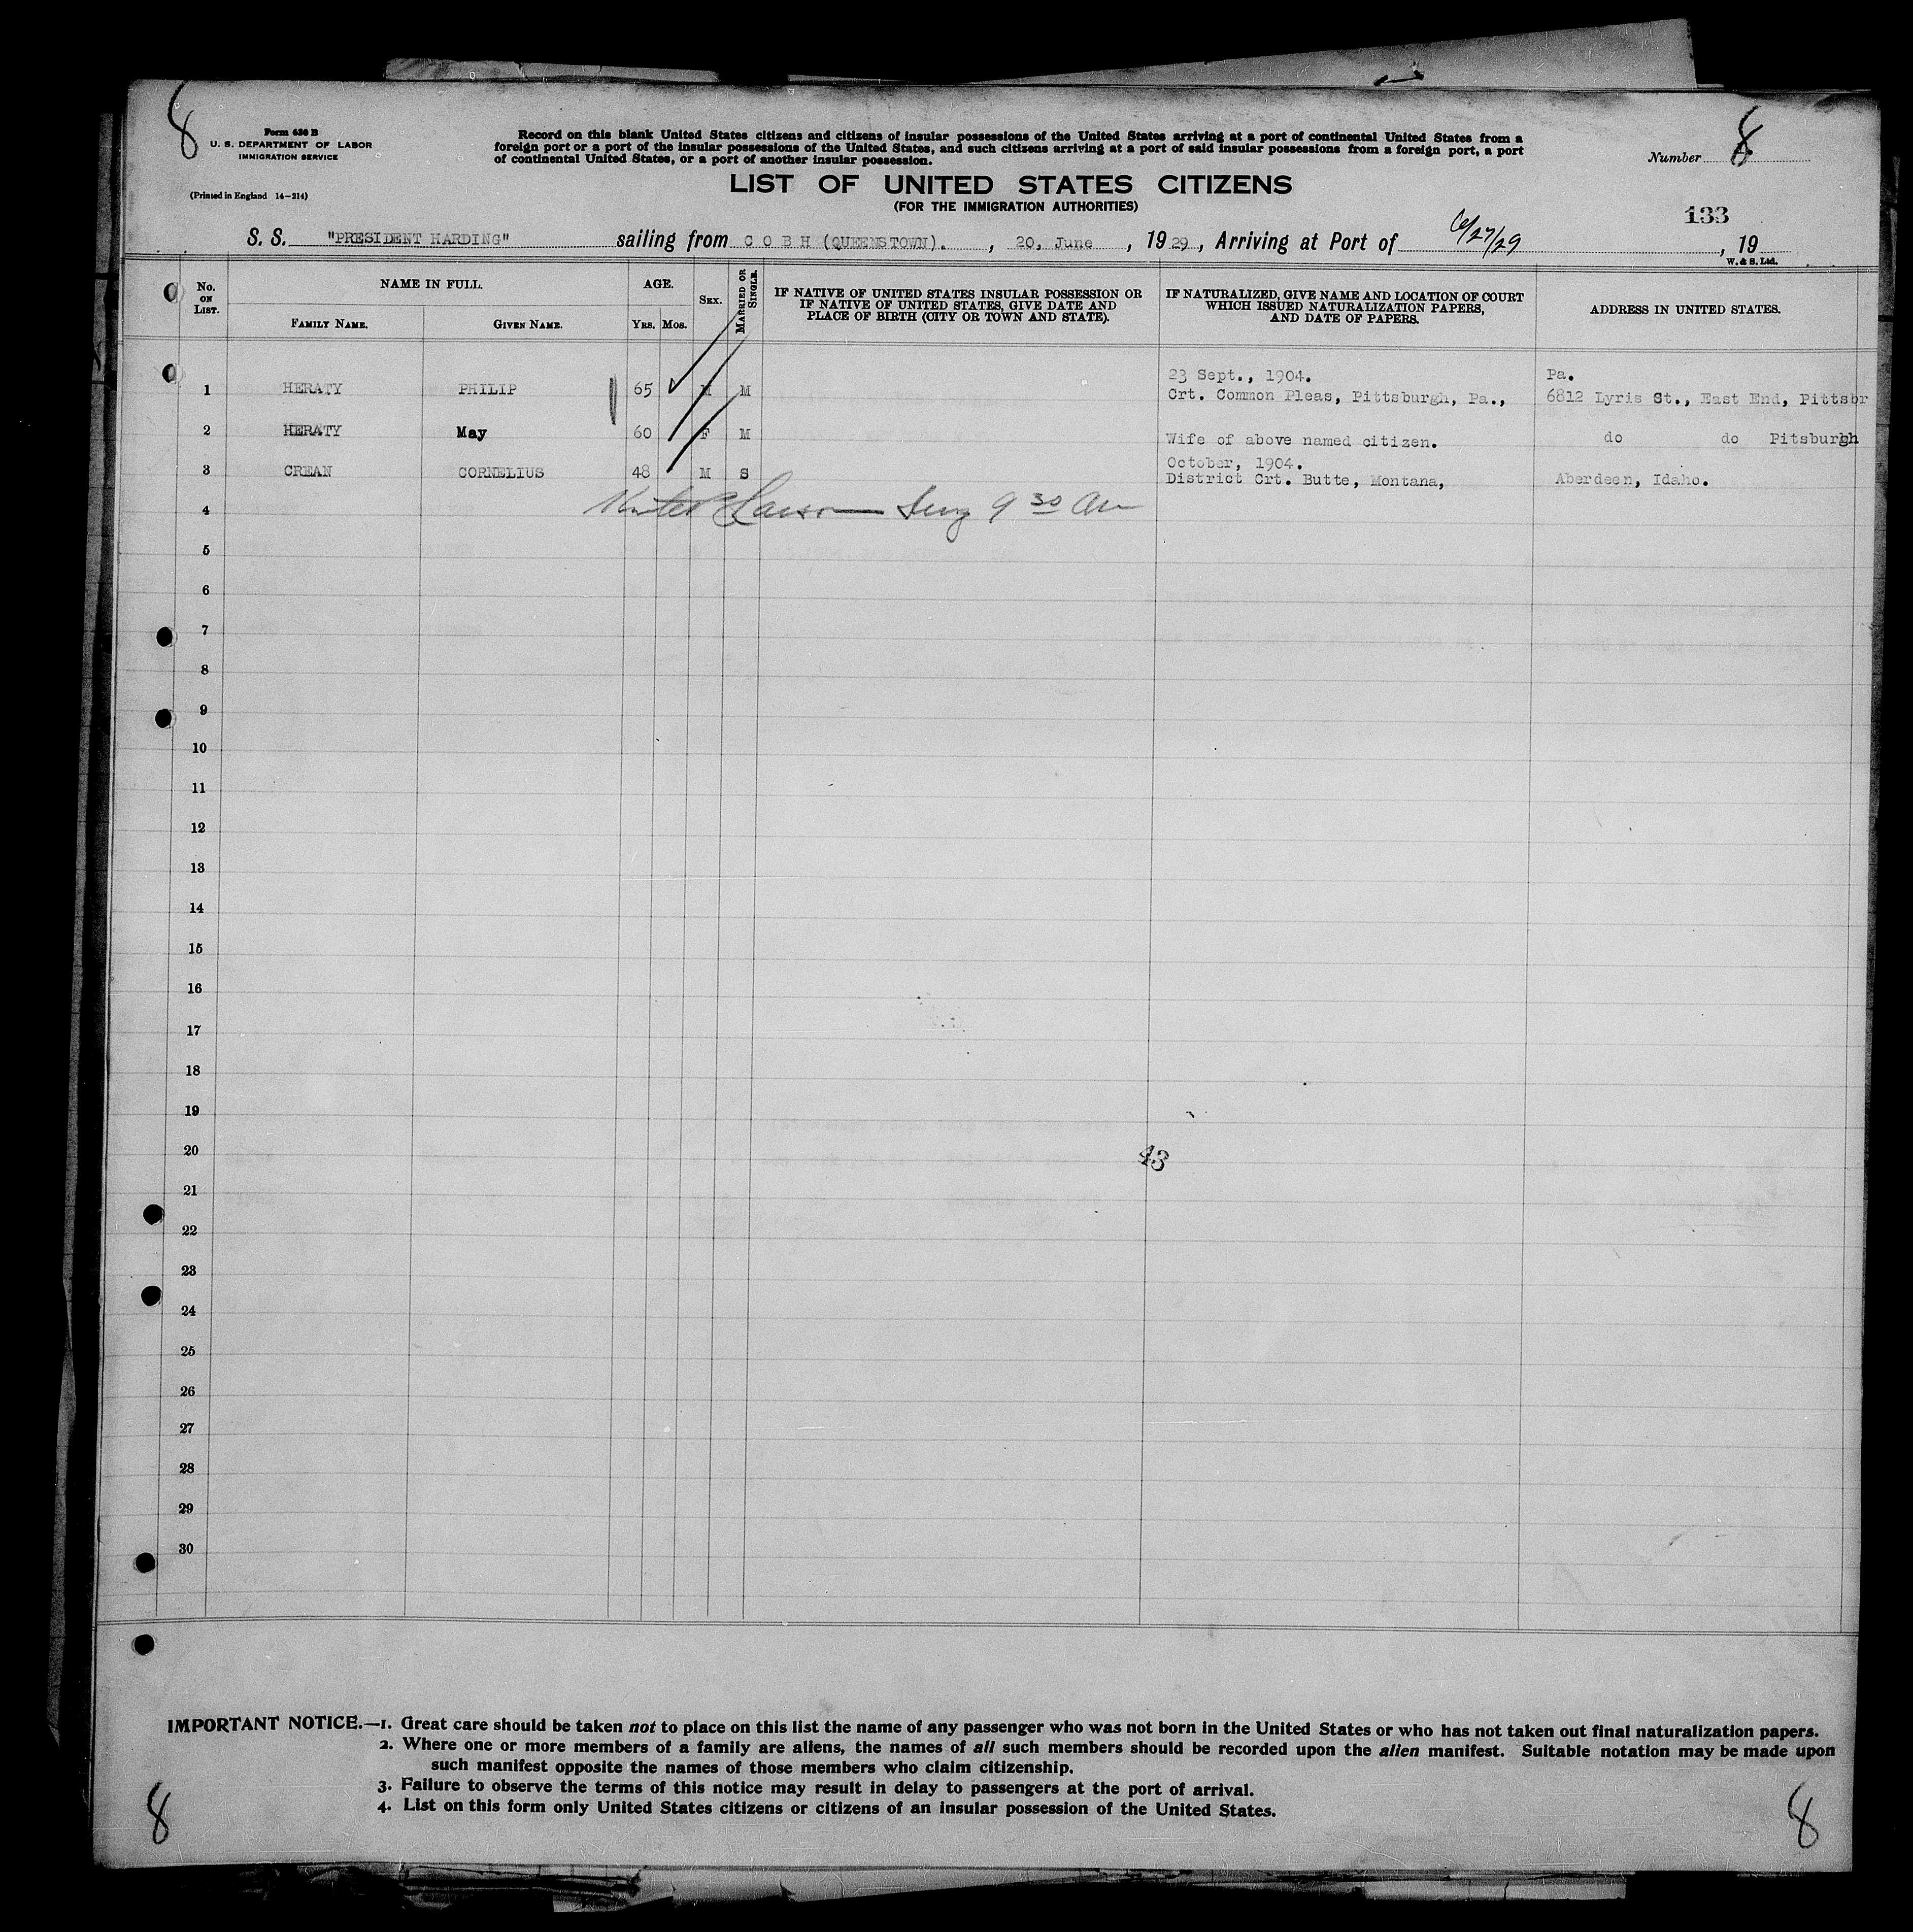 8
Form 630 B
U. S. DEPARTMENT OF LABOR
IMMIGRATION SERVICE
(Printed in England 14-214)
Record on this blank United States citizens and citizens of insular possessions of the United States arriving at a port of continental United States from a
foreign port or a port of the insular possessions of the United States, and such citizens arriving at a port of said insular possessions from a foreign port, a port
of continental United States, or a port of another insular possession.
Number 8
LIST OF UNITED STATES CITIZENS
(FOR THE IMMIGRATION AUTHORITIES)
133
S. S. "PRESIDENT HARDING" sailing from C O B H (QUEENSTOWN). , 20, June , 19 29 , Arriving at Port of 6/27/29 , 19
W. & S. Ltd.
No. ON LIST. NAME IN FULL. FAMILY NAME. GIVEN NAME. AGE. YRS. MOS. SEX. MARRIED OR SINGLE. IF NATIVE OF UNITED STATES INSULAR POSSESSION OR IF NATIVE OF UNITED STATES, GIVE DATE AND PLACE OF BIRTH (CITY OR TOWN AND STATE). IF NATURALIZED, GIVE NAME AND LOCATION OF COURT WHICH ISSUED NATURALIZATION PAPERS, AND DATE OF PAPERS. ADDRESS IN UNITED STATES.
23 Sept., 1904. Pa.
1 HERATY PHILIP 65 M M Crt. Common Pleas, Pittsburgh, Pa., 6812 Lyris St., East End, Pittsbr
2 HERATY May 60 F M Wife of above named citizen. do do Pitsburgh
October, 1904.
3 CREAN CORNELIUS 48 M S District Crt. Butte, Montana, Aberdeen, Idaho.
4 9 30 Am
5
6
7
8
9
10
11
12
13
14
15
16
17
18
19
20
43
21
22
23
24
25
26
27
28
29
30
IMPORTANT NOTICE.—1. Great care should be taken not to place on this list the name of any passenger who was not born in the United States or who has not taken out final naturalization papers.
2. Where one or more members of a family are aliens, the names of all such members should be recorded upon the alien manifest. Suitable notation may be made upon
such manifest opposite the names of those members who claim citizenship.
3. Failure to observe the terms of this notice may result in delay to passengers at the port of arrival.
4. List on this form only United States citizens or citizens of an insular possession of the United States.
8 8